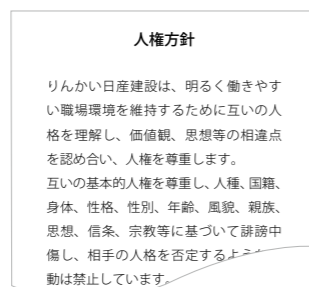 人権方針
りんかい日産建設は、明るく働きやす
い職場環境を維持するために互いの人
格を理解し、価値観、思想等の相違点
を認め合い、人権を尊重します。
互いの基本的人権を尊重し、人種、国籍、
身体、性格、性別、年齢、風貌、親族、
思想、信条、宗教等に基づいて誹謗中
傷し、相手の人格を否定するよう
動は禁止しています。